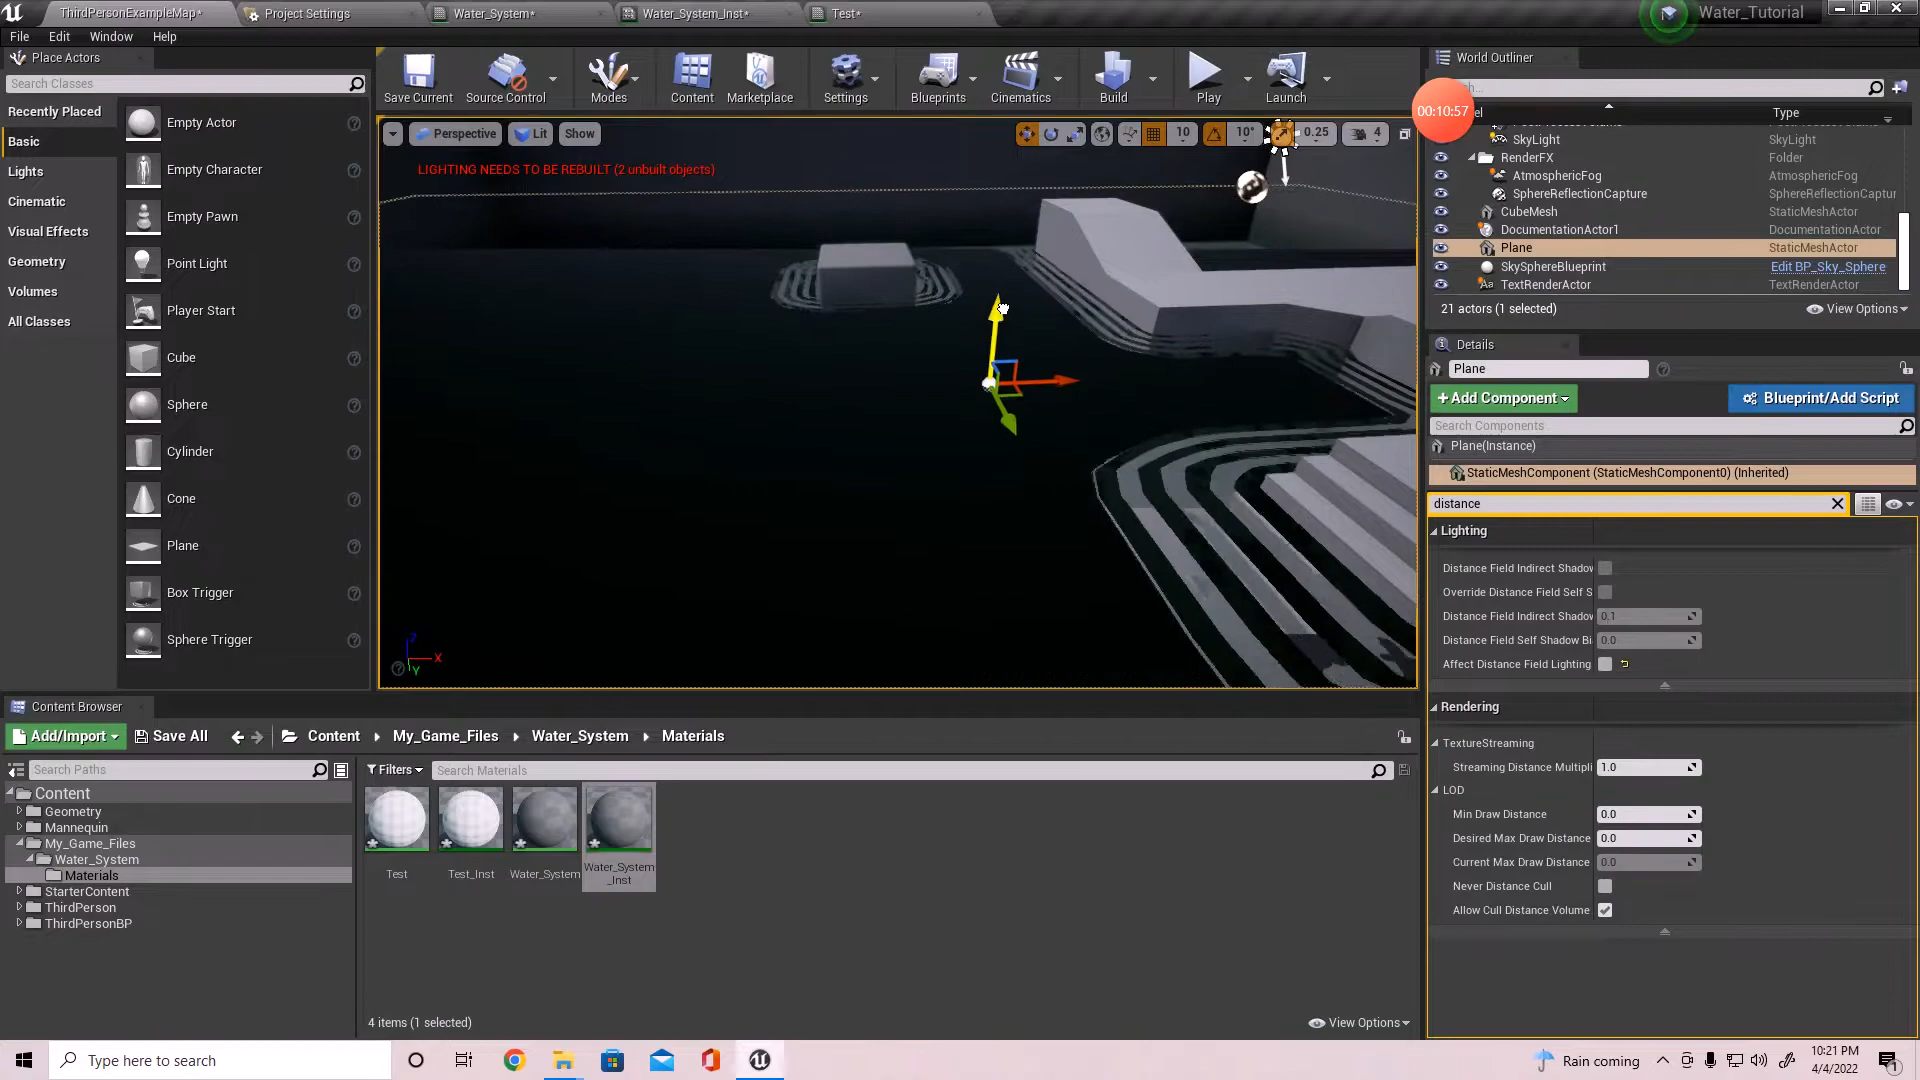 ThirdPersonExampleMap*
Project Settings
Water_System*
Water_System_Inst*
Test*
Water_Tutorial
File Edit Window Help
Place Actors
Search Classes
Recently Placed
Basic
Lights
Cinematic
Visual Effects
Geometry
Volumes
All Classes
Empty Actor
Empty Character
Empty Pawn
Point Light
Player Start
Cube
Sphere
Cylinder
Cone
Plane
Box Trigger
Sphere Trigger
Save Current
Source Control
Modes
Content
Marketplace
Settings
Blueprints
Cinematics
Build
Play
Launch
Perspective Lit Show
10 10° 0.25 4
LIGHTING NEEDS TO BE REBUILT (2 unbuilt objects)
Z
X
Y
World Outliner
00:10:57
Type
SkyLight SkyLight
RenderFX Folder
AtmosphericFog AtmosphericFog
SphereReflectionCapture SphereReflectionCaptur
CubeMesh StaticMeshActor
DocumentationActor1 DocumentationActor
Plane StaticMeshActor
SkySphereBlueprint Edit BP_Sky_Sphere
TextRenderActor TextRenderActor
21 actors (1 selected)
View Options
Details
Plane
+Add Component
Blueprint/Add Script
Search Components
Plane(Instance)
StaticMeshComponent (StaticMeshComponent0) (Inherited)
distance
Lighting
Distance Field Indirect Shadow
Override Distance Field Self S
Distance Field Indirect Shadow 0.1
Distance Field Self Shadow Bi 0.0
Affect Distance Field Lighting
Rendering
TextureStreaming
Streaming Distance Multipli 1.0
LOD
Min Draw Distance 0.0
Desired Max Draw Distance 0.0
Current Max Draw Distance 0.0
Never Distance Cull
Allow Cull Distance Volume
Content Browser
Add/Import
Save All
Content
My_Game_Files
Water_System
Materials
Search Paths
Filters
Search Materials
Content
Geometry
Mannequin
My_Game_Files
Water_System
Materials
StarterContent
ThirdPerson
ThirdPersonBP
Test
Test_Inst
Water_System
Water_System
_Inst
4 items (1 selected)
View Options
Type here to search
Rain coming
10:21 PM
4/4/2022
1